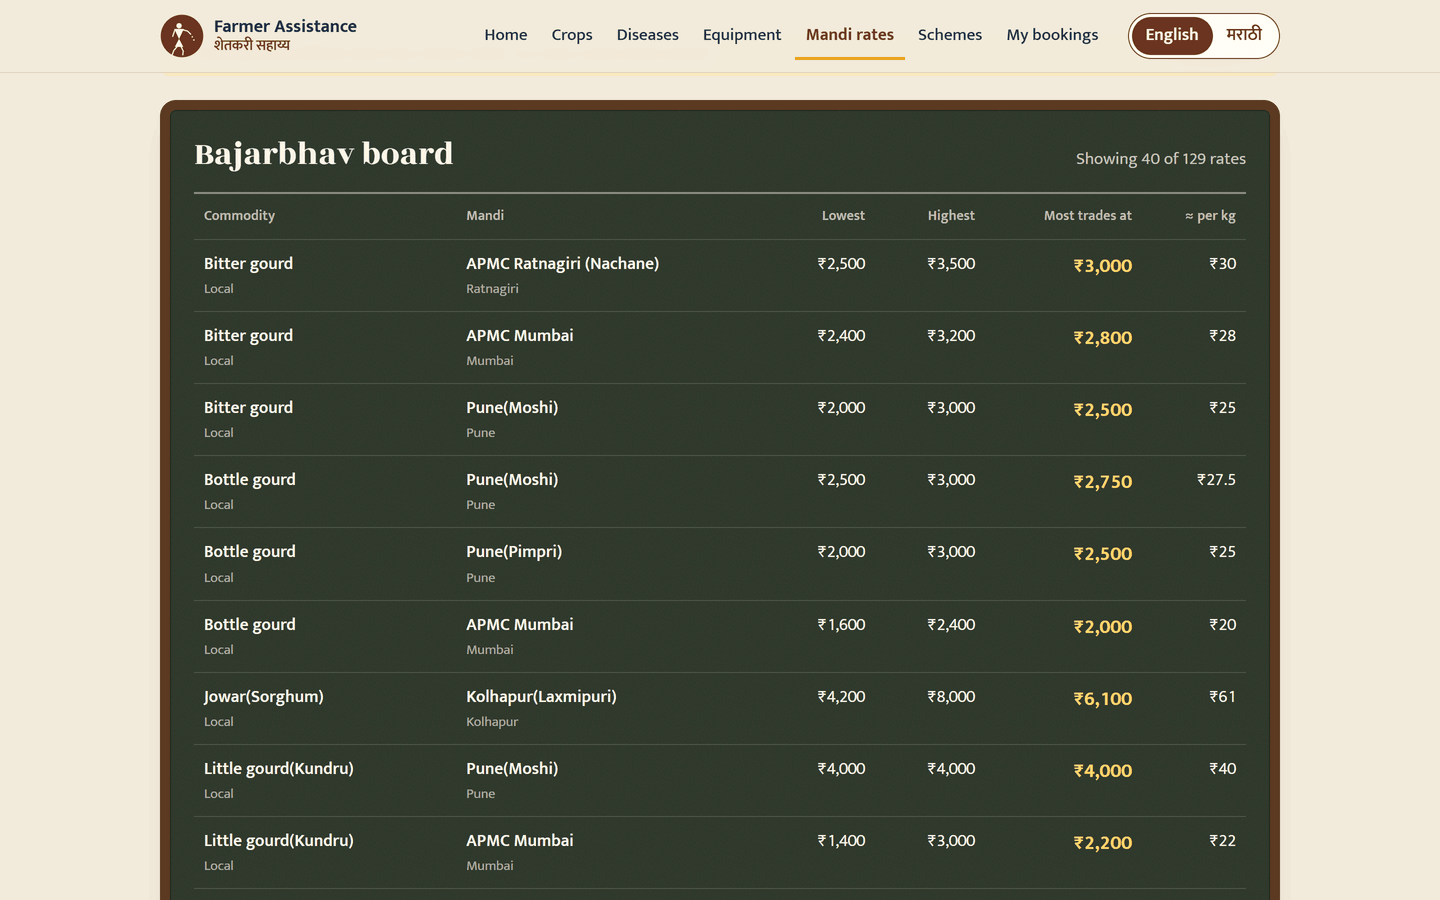 Farmer Assistance
शेतकरी सहाय्य
Home Crops Diseases Equipment Mandi rates Schemes My bookings English मराठी
Bajarbhav board
Showing 40 of 129 rates
Commodity Mandi Lowest Highest Most trades at ≈ per kg
Bitter gourd APMC Ratnagiri (Nachane) ₹2,500 ₹3,500 ₹3,000 ₹30
Local Ratnagiri
Bitter gourd APMC Mumbai ₹2,400 ₹3,200 ₹2,800 ₹28
Local Mumbai
Bitter gourd Pune(Moshi) ₹2,000 ₹3,000 ₹2,500 ₹25
Local Pune
Bottle gourd Pune(Moshi) ₹2,500 ₹3,000 ₹2,750 ₹27.5
Local Pune
Bottle gourd Pune(Pimpri) ₹2,000 ₹3,000 ₹2,500 ₹25
Local Pune
Bottle gourd APMC Mumbai ₹1,600 ₹2,400 ₹2,000 ₹20
Local Mumbai
Jowar(Sorghum) Kolhapur(Laxmipuri) ₹4,200 ₹8,000 ₹6,100 ₹61
Local Kolhapur
Little gourd(Kundru) Pune(Moshi) ₹4,000 ₹4,000 ₹4,000 ₹40
Local Pune
Little gourd(Kundru) APMC Mumbai ₹1,400 ₹3,000 ₹2,200 ₹22
Local Mumbai